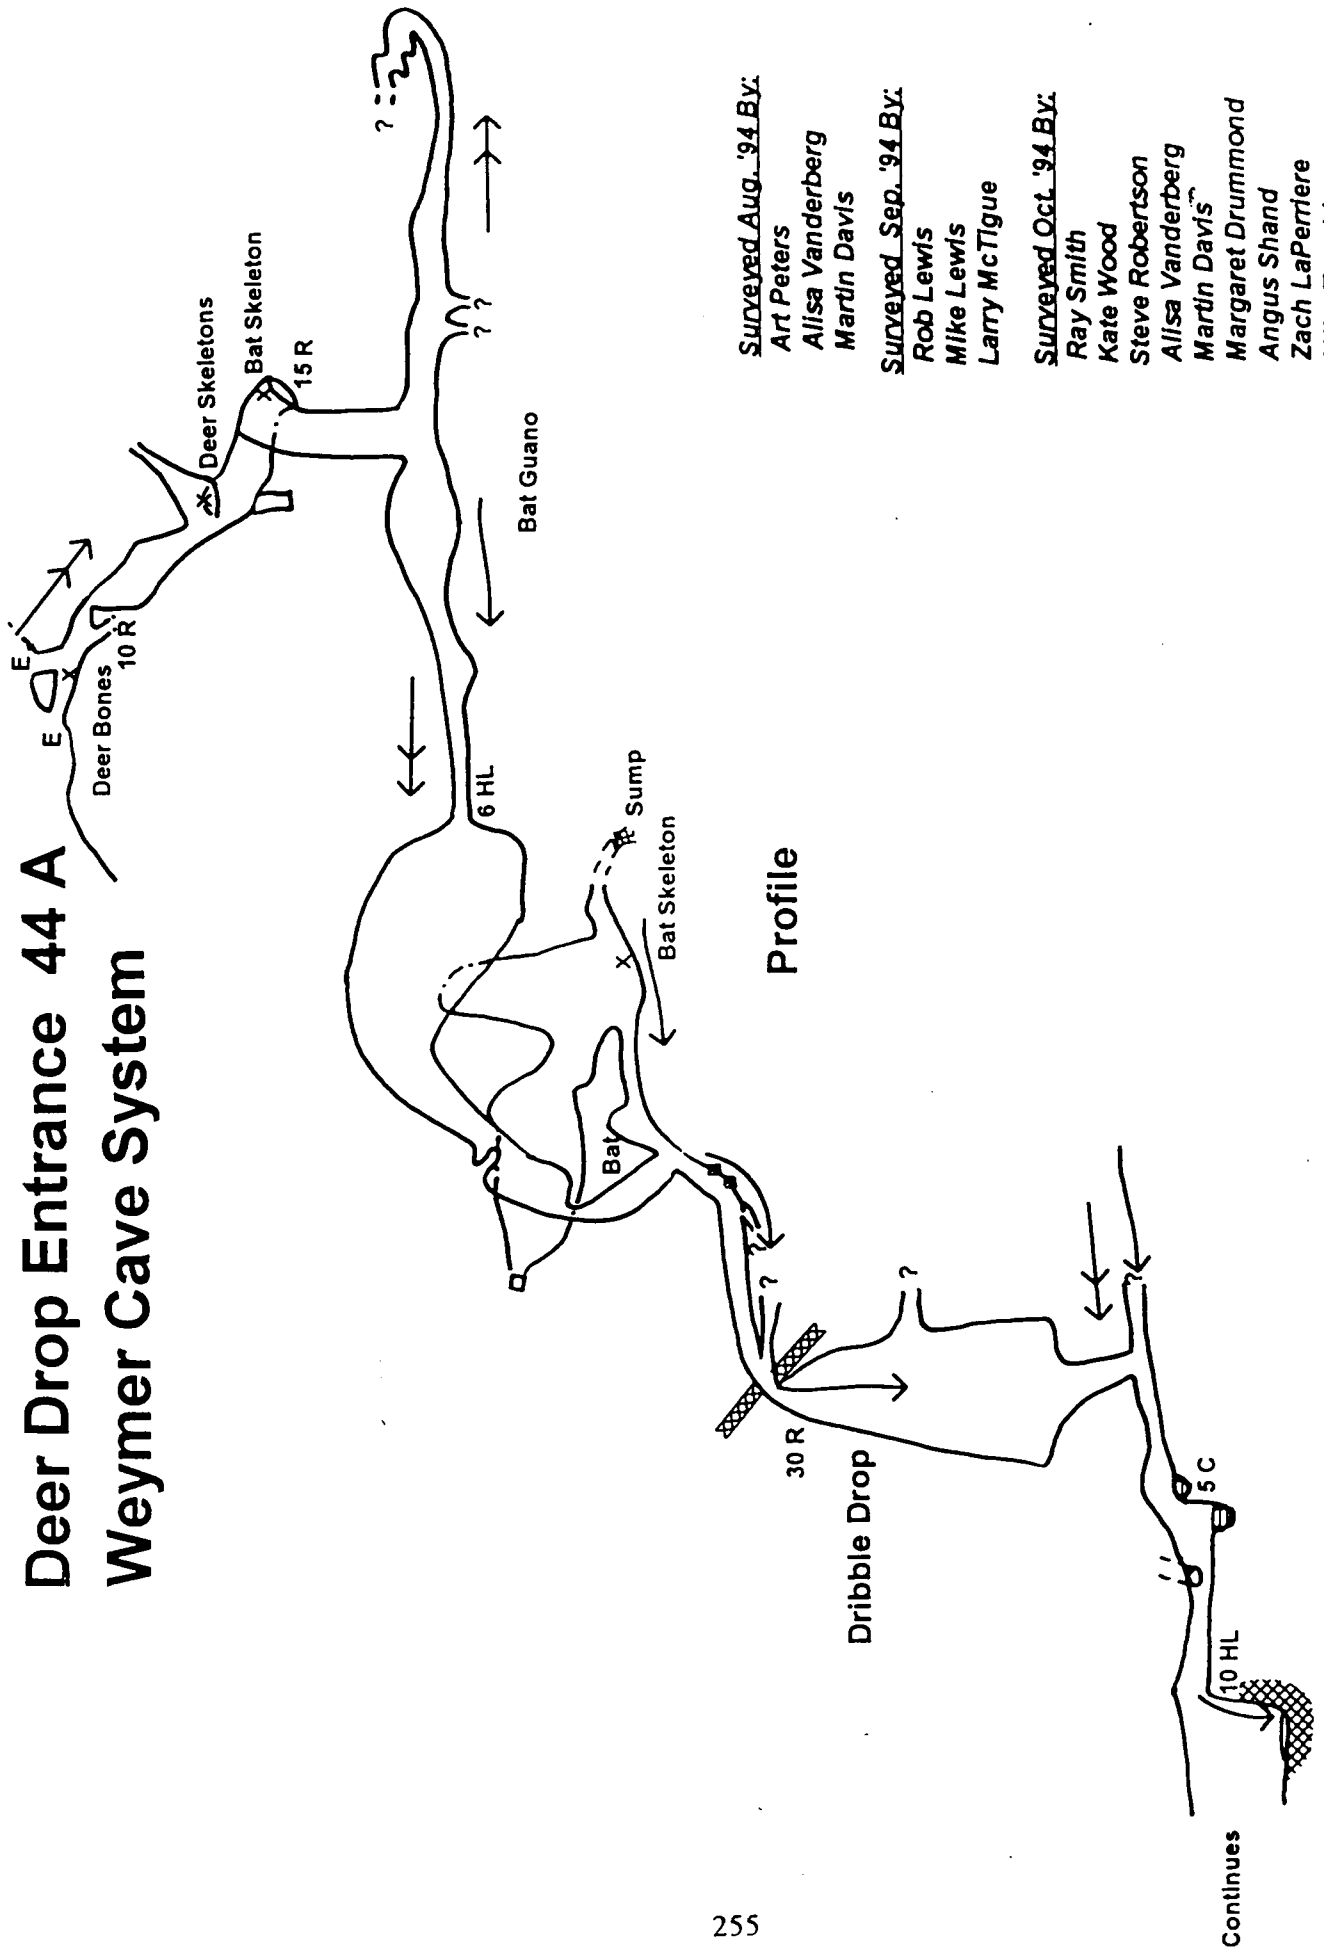 Deer Drop Entrance 44 A
Weymer Cave System
E
E
Deer Bones
10 R
Deer Skeletons
Bat Skeleton
15 R
?
? ?
Bat Guano
6 HL
Sump
Bat Skeleton
Bat
Profile
?
?
?
30 R
Dribble Drop
?
5 C
10 HL
Continues
Surveyed Aug. '94 By:
Art Peters
Alisa Vanderberg
Martin Davis
Surveyed Sep. '94 By:
Rob Lewis
Mike Lewis
Larry McTigue
Surveyed Oct. '94 By:
Ray Smith
Kate Wood
Steve Robertson
Alisa Vanderberg
Martin Davis
Margaret Drummond
Angus Shand
Zach LaPerriere
255